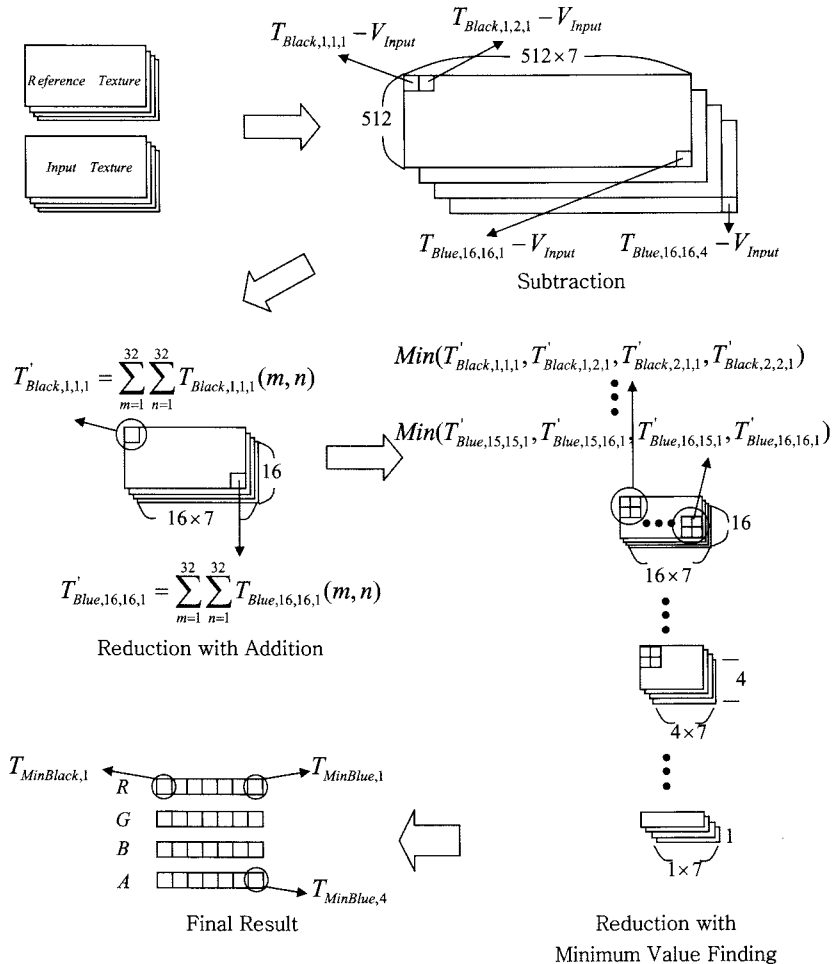 Reference Texture
Input Texture
T_{Black,1,1,1} − V_{Input}
T_{Black,1,2,1} − V_{Input}
512×7
512
T_{Blue,16,16,1} − V_{Input}
T_{Blue,16,16,4} − V_{Input}
Subtraction
T'_{Black,1,1,1} = \sum_{m=1}^{32} \sum_{n=1}^{32} T_{Black,1,1,1}(m,n)
16
16×7
T'_{Blue,16,16,1} = \sum_{m=1}^{32} \sum_{n=1}^{32} T_{Blue,16,16,1}(m,n)
Reduction with Addition
Min(T'_{Black,1,1,1}, T'_{Black,1,2,1}, T'_{Black,2,1,1}, T'_{Black,2,2,1})
Min(T'_{Blue,15,15,1}, T'_{Blue,15,16,1}, T'_{Blue,16,15,1}, T'_{Blue,16,16,1})
16
16×7
4
4×7
1
1×7
Reduction with
Minimum Value Finding
T_{MinBlack,1}
T_{MinBlue,1}
R
G
B
A
T_{MinBlue,4}
Final Result